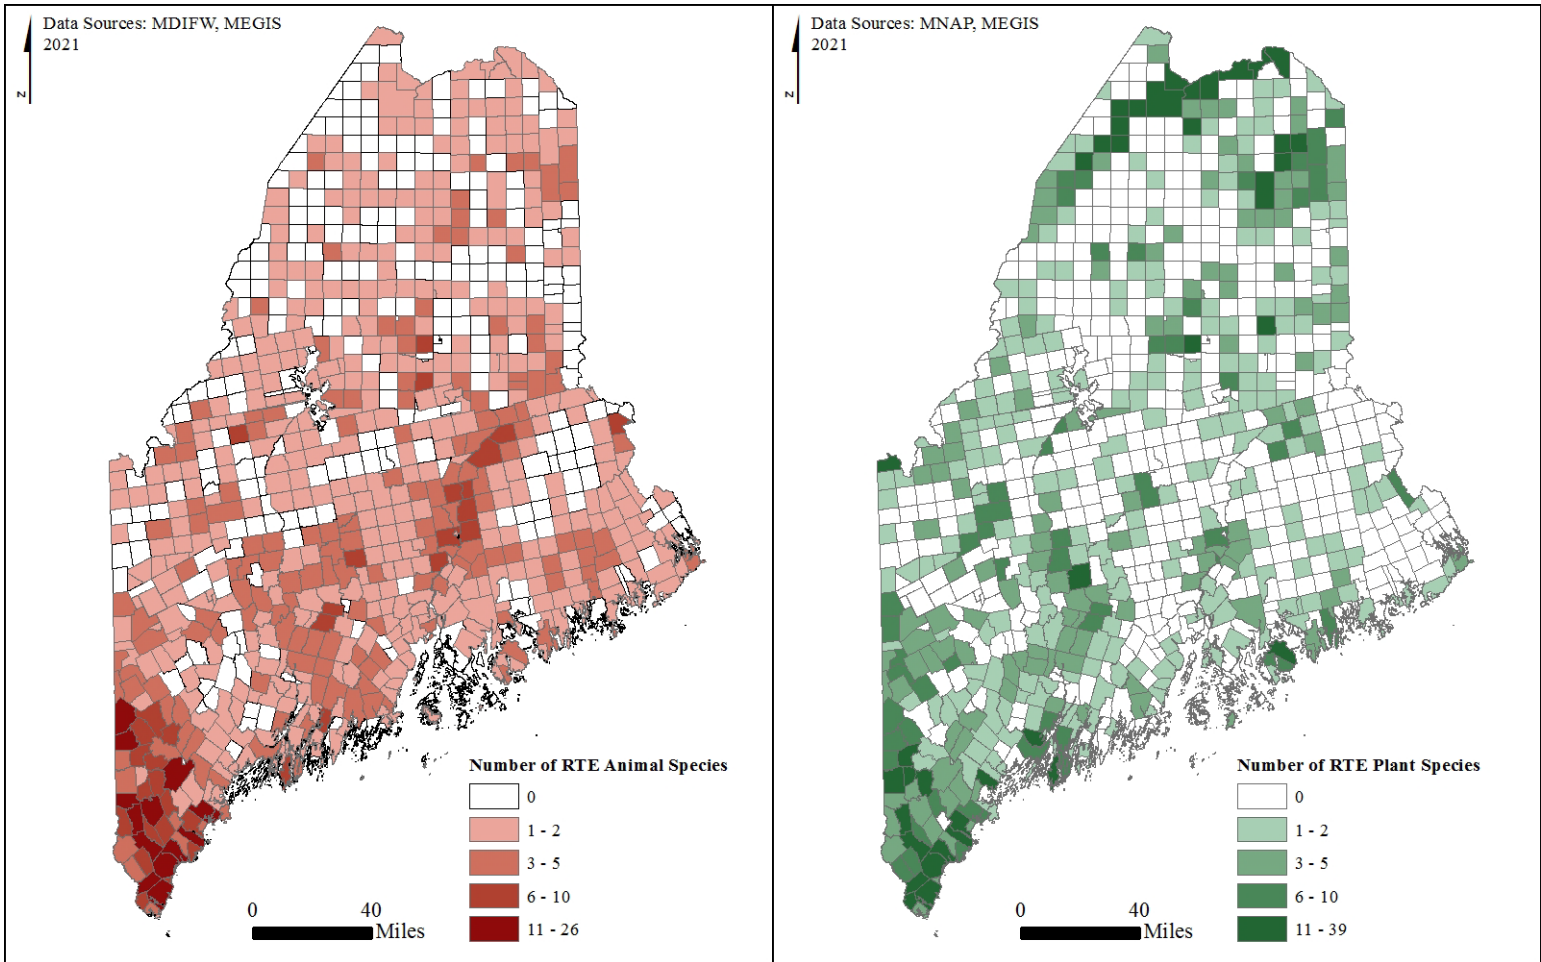 Data Sources: MDIFW, MEGIS
2021
N
Number of RTE Animal Species
0
1 - 2
3 - 5
6 - 10
11 - 26
0 40
Miles
Data Sources: MNAP, MEGIS
2021
N
Number of RTE Plant Species
0
1 - 2
3 - 5
6 - 10
11 - 39
0 40
Miles